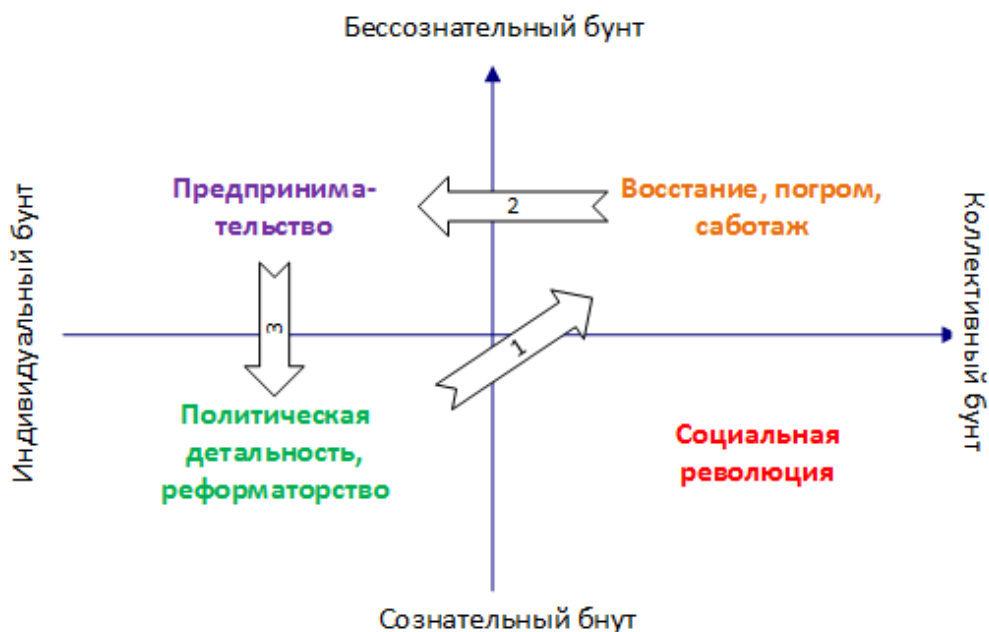 Бессознательный бунт
Предпринима-
тельство
2
Восстание, погром,
саботаж
Индивидуальный бунт
Коллективный бунт
3
1
Политическая
детальность,
реформаторство
Социальная
революция
Сознательный бнут